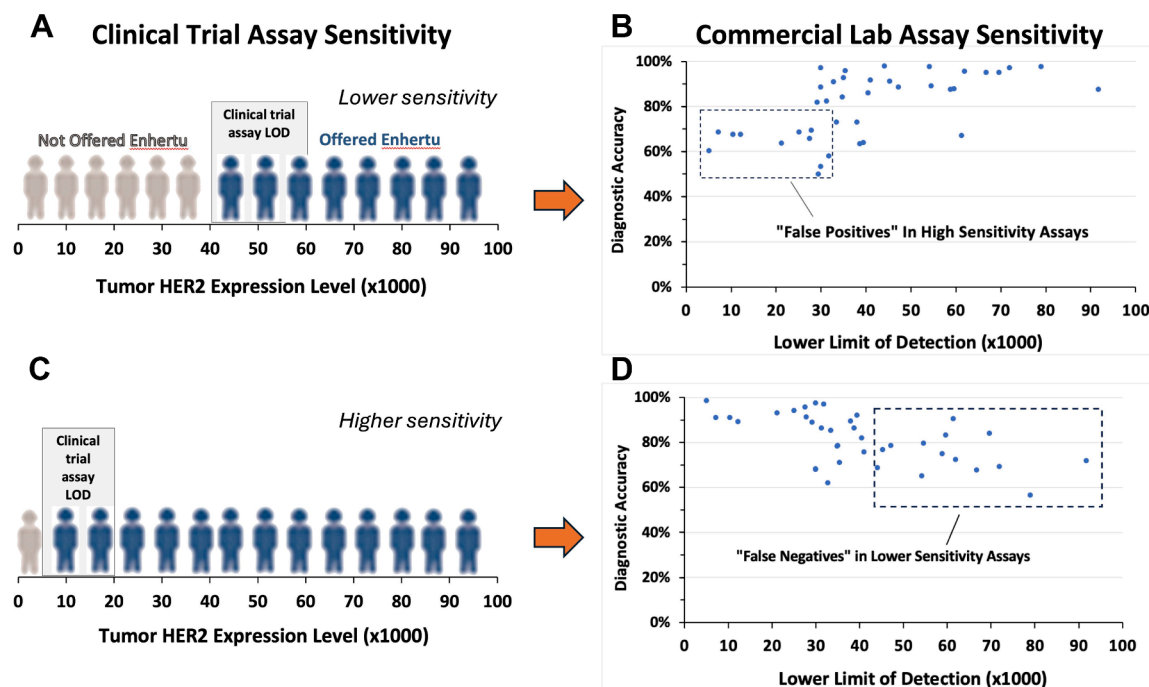 A
Clinical Trial Assay Sensitivity
Lower sensitivity
Clinical trial
assay LOD
Not Offered Enhertu
Offered Enhertu
0 10 20 30 40 50 60 70 80 90 100
Tumor HER2 Expression Level (x1000)
B
Commercial Lab Assay Sensitivity
Diagnostic Accuracy
100%
80%
60%
40%
20%
0%
"False Positives" In High Sensitivity Assays
0 10 20 30 40 50 60 70 80 90 100
Lower Limit of Detection (x1000)
C
Higher sensitivity
Clinical
trial
assay
LOD
0 10 20 30 40 50 60 70 80 90 100
Tumor HER2 Expression Level (x1000)
D
Diagnostic Accuracy
100%
80%
60%
40%
20%
0%
"False Negatives" in Lower Sensitivity Assays
0 10 20 30 40 50 60 70 80 90 100
Lower Limit of Detection (x1000)